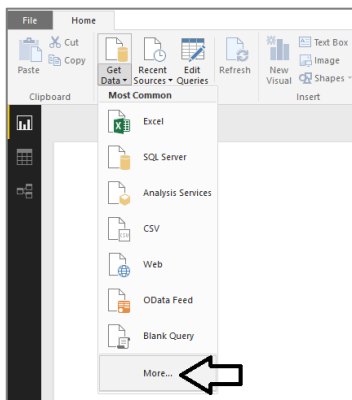 File Home
Cut
Copy
Paste
Clipboard
Get Data
Recent Sources
Edit Queries
Refresh
New Visual
Text Box
Image
Shapes
Insert
Most Common
Excel
SQL Server
Analysis Services
CSV
Web
OData Feed
Blank Query
More...